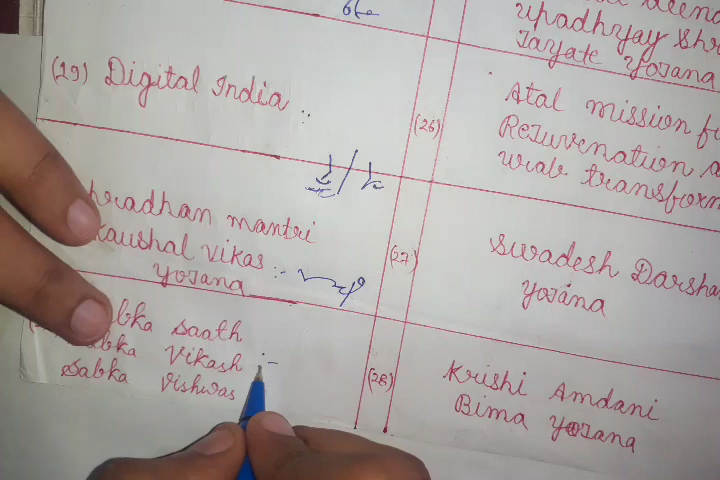 (19) Digital India :
pradhan mantri
kaushal vikas :-
yojana
Sabka saath
Sabka vikash :-
Sabka vishwas
upadhyay Shr
Jayate yojana
(26) Atal mission f
Rejuvenatiun a
urab transform
(27) Swadesh Darsha
yojana
(28) Krishi Amdani
Bima yojana